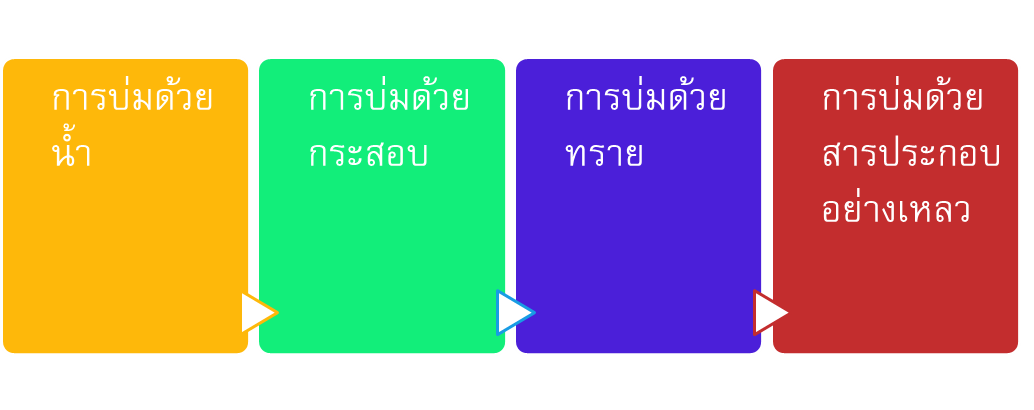 การบ่มด้วย
น้ำ
การบ่มด้วย
กระสอบ
การบ่มด้วย
ทราย
การบ่มด้วย
สารประกอบ
อย่างเหลว